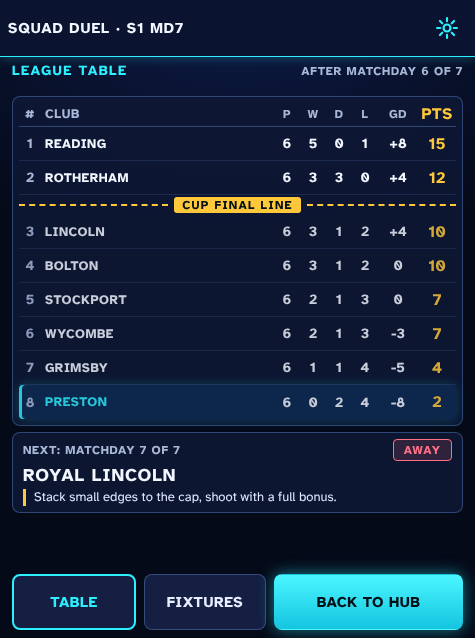 SQUAD DUEL · S1 MD7
LEAGUE TABLE AFTER MATCHDAY 6 OF 7
# CLUB P W D L GD PTS
1 READING 6 5 0 1 +8 15
2 ROTHERHAM 6 3 3 0 +4 12
CUP FINAL LINE
3 LINCOLN 6 3 1 2 +4 10
4 BOLTON 6 3 1 2 0 10
5 STOCKPORT 6 2 1 3 0 7
6 WYCOMBE 6 2 1 3 -3 7
7 GRIMSBY 6 1 1 4 -5 4
8 PRESTON 6 0 2 4 -8 2
NEXT: MATCHDAY 7 OF 7 AWAY
ROYAL LINCOLN
Stack small edges to the cap, shoot with a full bonus.
TABLE FIXTURES BACK TO HUB